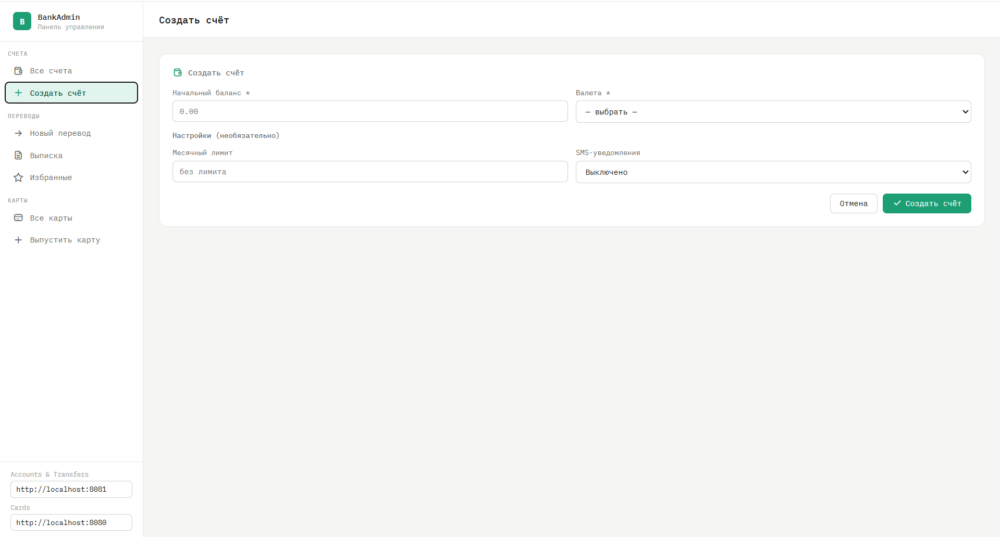 B
BankAdmin
Панель управления
СЧЕТА
Все счета
Создать счёт
ПЕРЕВОДЫ
Новый перевод
Выписка
Избранные
КАРТЫ
Все карты
Выпустить карту
Accounts & Transfers
http://localhost:8081
Cards
http://localhost:8080
Создать счёт
Создать счёт
Начальный баланс *
Валюта *
0.00
— выбрать —
Настройки (необязательно)
Месячный лимит
SMS-уведомления
без лимита
Выключено
Отмена
Создать счёт